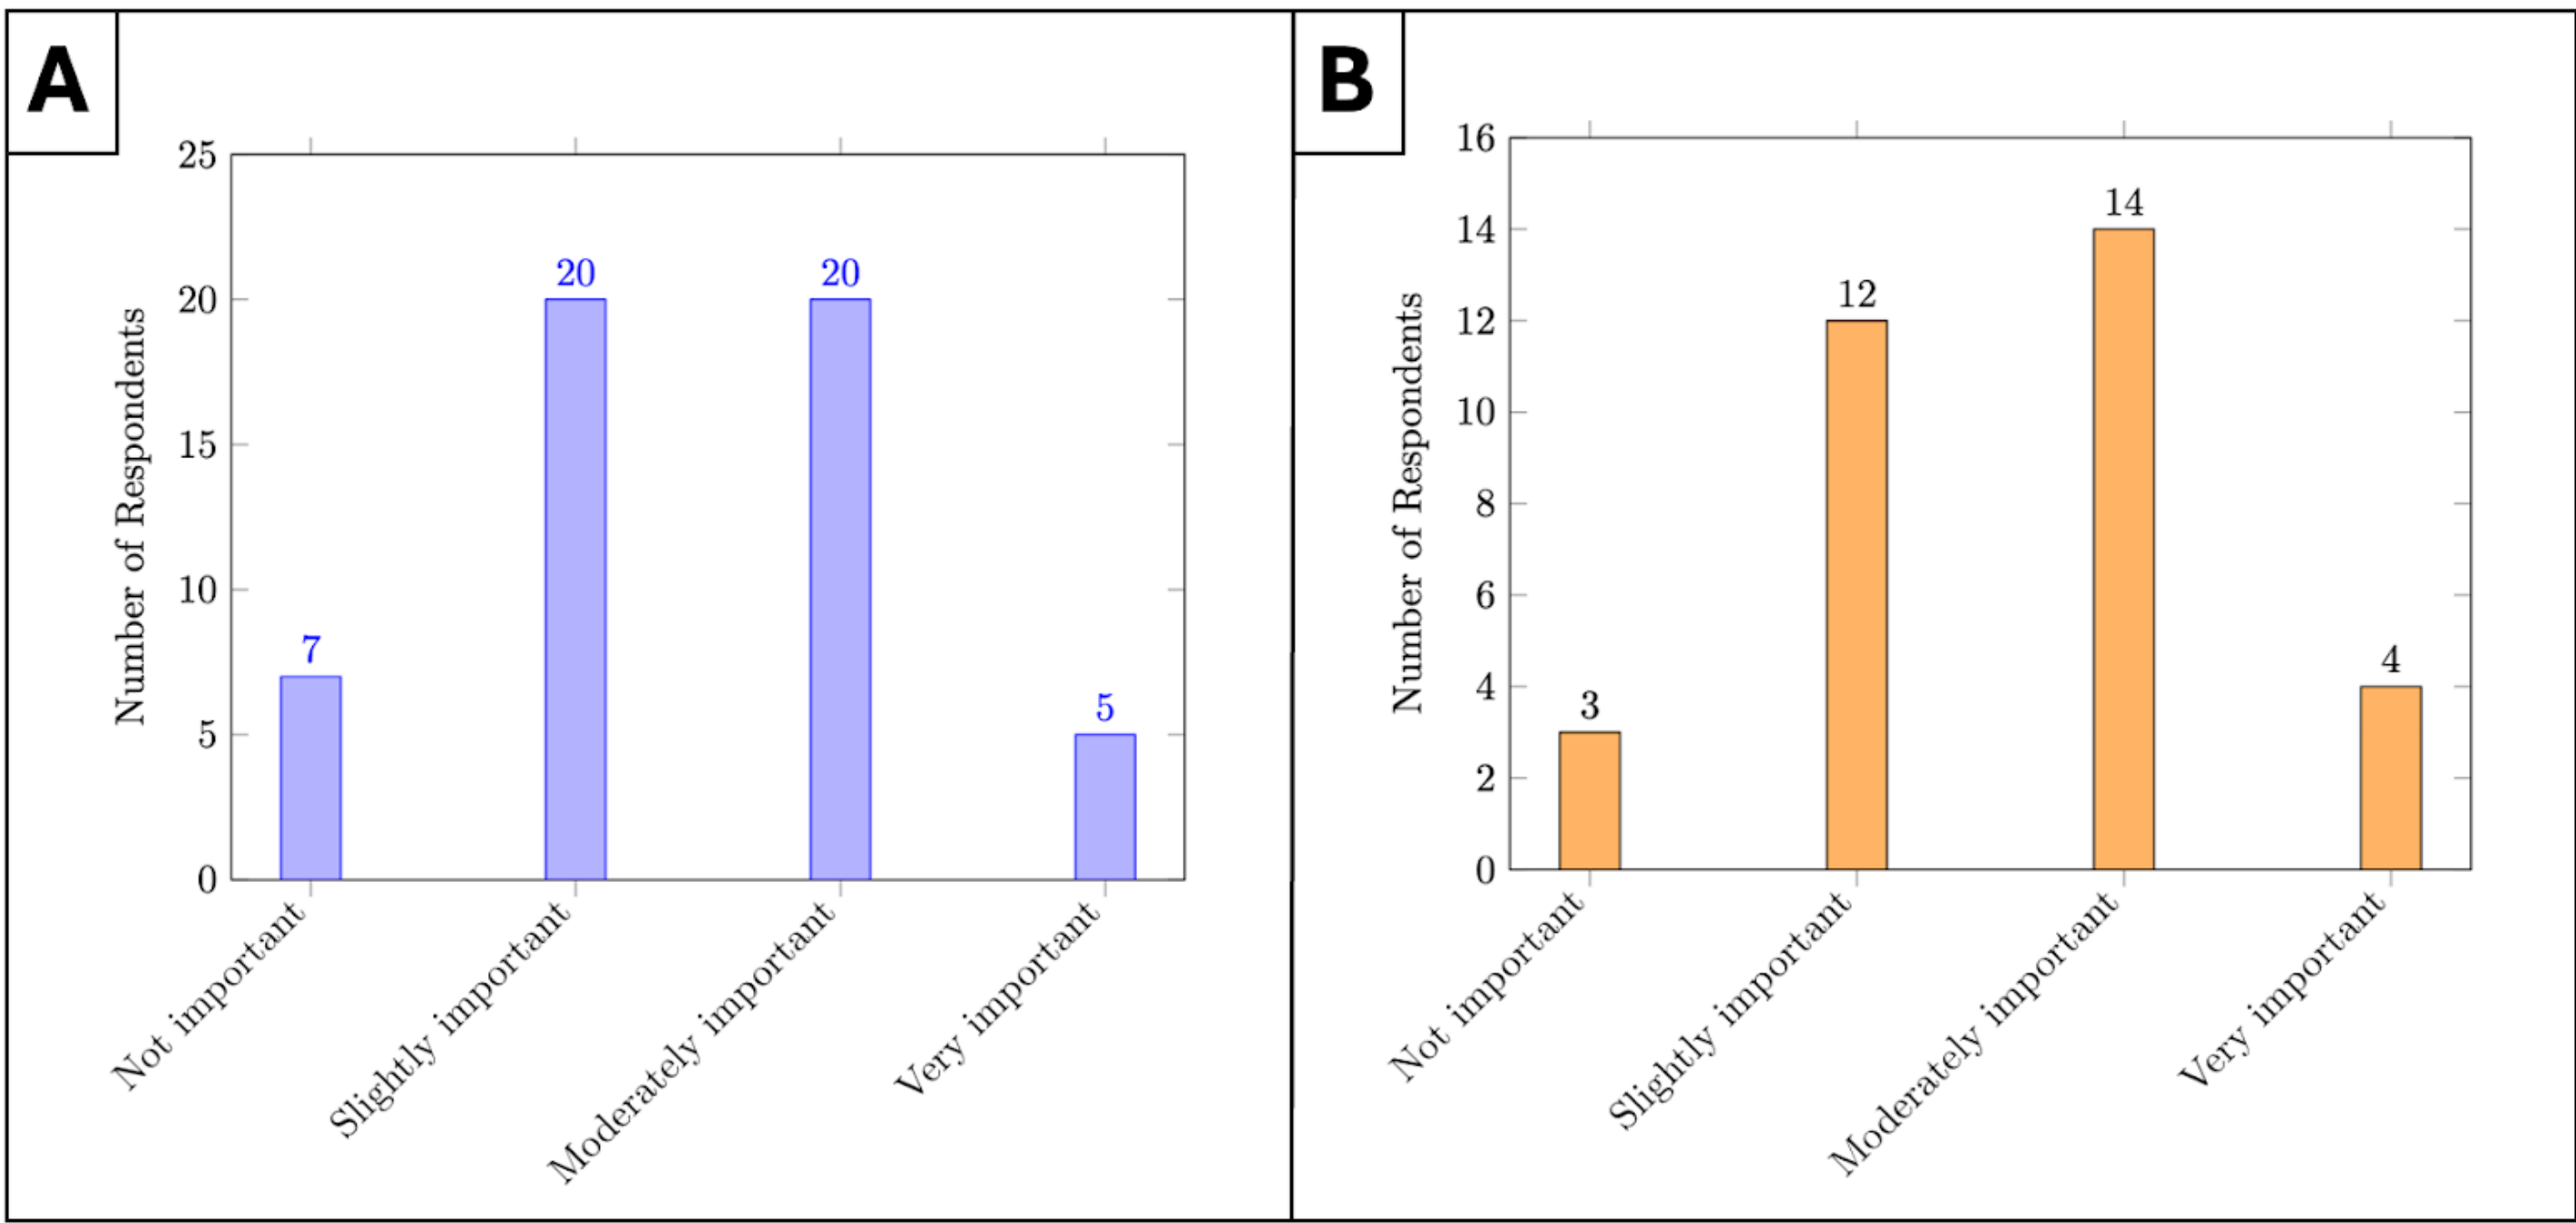 A
25
20
15
10
5
0
Number of Respondents
7
20
20
5
Not important
Slightly important
Moderately important
Very important
B
16
14
12
10
8
6
4
2
0
Number of Respondents
3
12
14
4
Not important
Slightly important
Moderately important
Very important